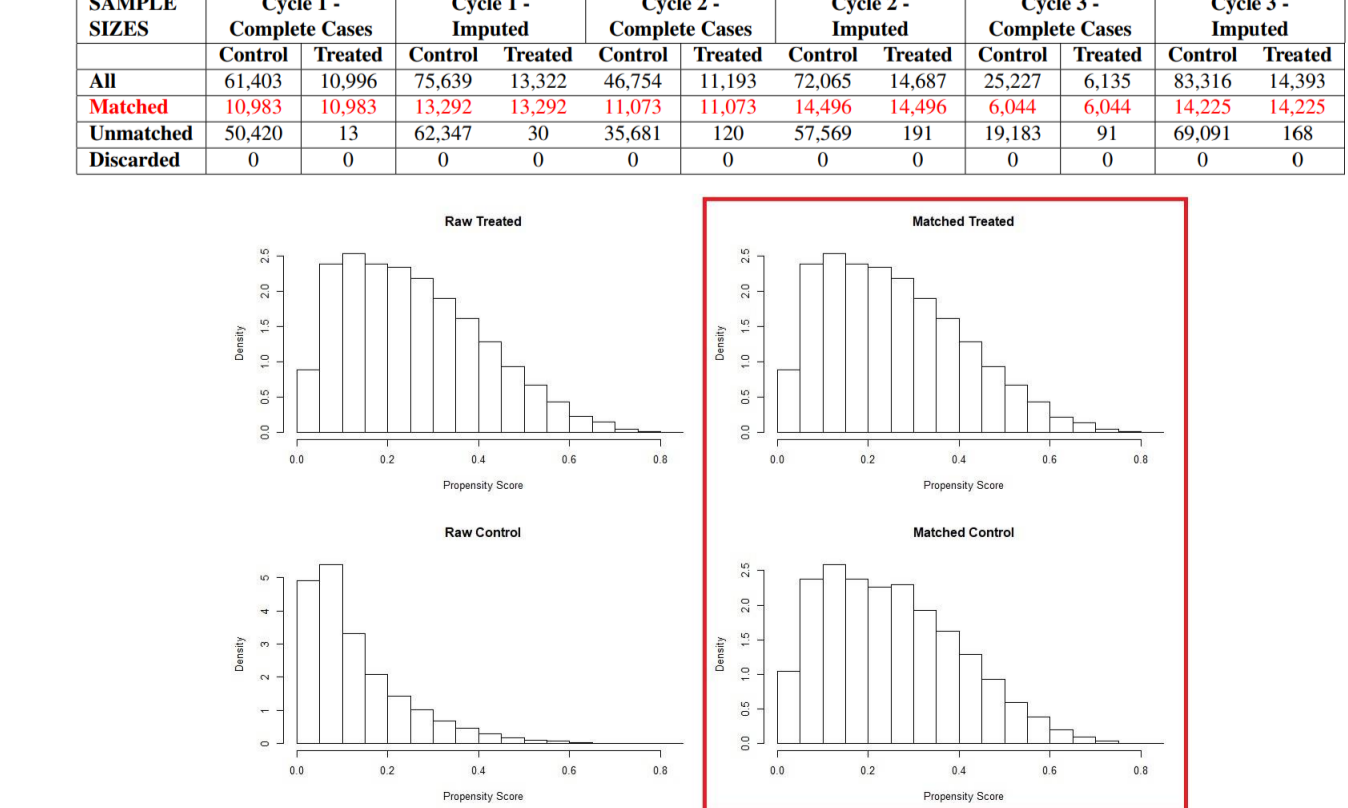 SAMPLE Cycle 1 - Cycle 1 - Cycle 2 - Cycle 2 - Cycle 3 - Cycle 3 -
SIZES Complete Cases Imputed Complete Cases Imputed Complete Cases Imputed
Control Treated Control Treated Control Treated Control Treated Control Treated Control Treated
All 61,403 10,996 75,639 13,322 46,754 11,193 72,065 14,687 25,227 6,135 83,316 14,393
Matched 10,983 10,983 13,292 13,292 11,073 11,073 14,496 14,496 6,044 6,044 14,225 14,225
Unmatched 50,420 13 62,347 30 35,681 120 57,569 191 19,183 91 69,091 168
Discarded 0 0 0 0 0 0 0 0 0 0 0 0
Raw Treated
Density
2.5
2.0
1.5
1.0
0.5
0.0
0.0 0.2 0.4 0.6 0.8
Propensity Score
Matched Treated
Density
2.5
2.0
1.5
1.0
0.5
0.0
0.0 0.2 0.4 0.6 0.8
Propensity Score
Raw Control
Density
5
4
3
2
1
0
0.0 0.2 0.4 0.6 0.8
Propensity Score
Matched Control
Density
2.5
2.0
1.5
1.0
0.5
0.0
0.0 0.2 0.4 0.6 0.8
Propensity Score